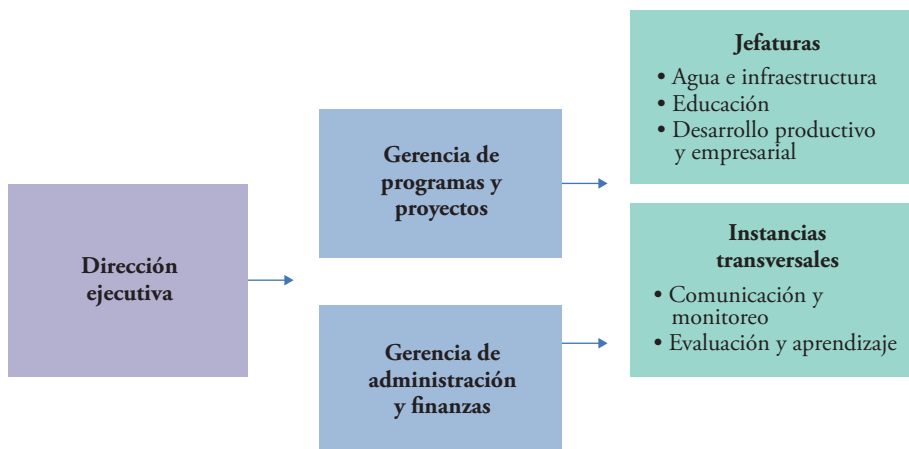 Dirección
ejecutiva
Gerencia de
programas y
proyectos
Gerencia de
administración
y finanzas
Jefaturas
• Agua e infraestructura
• Educación
• Desarrollo productivo
y empresarial
Instancias
transversales
• Comunicación y
monitoreo
• Evaluación y aprendizaje